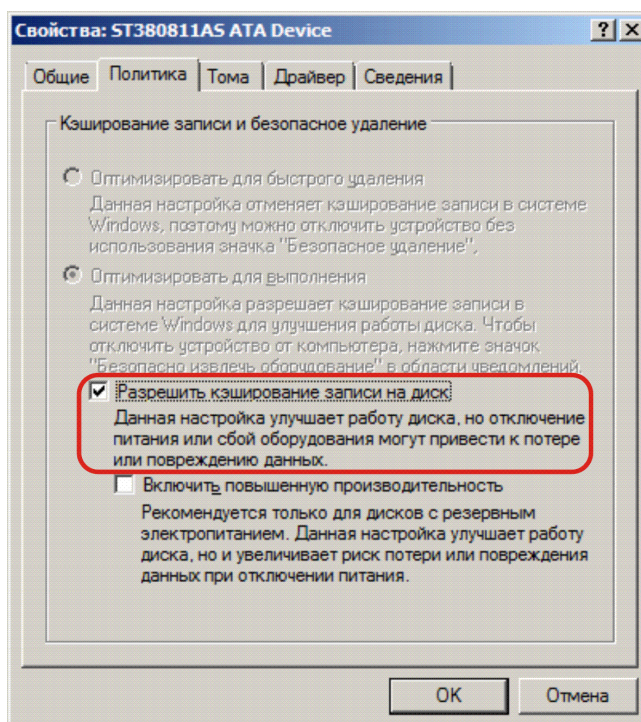 Свойства: ST380811AS ATA Device
Общие Политика Тома Драйвер Сведения
Кэширование записи и безопасное удаление
Оптимизировать для быстрого удаления
Данная настройка отменяет кэширование записи в системе
Windows, поэтому можно отключить устройство без
использования значка "Безопасное удаление",
Оптимизировать для выполнения
Данная настройка разрешает кэширование записи в
системе Windows для улучшения работы диска. Чтобы
отключить устройство от компьютера, нажмите значок
"Безопасно извлечь оборудование" в области уведомлений.
Разрешить кэширование записи на диск
Данная настройка улучшает работу диска, но отключение
питания или сбой оборудования могут привести к потере
или повреждению данных.
Включить повышенную производительность
Рекомендуется только для дисков с резервным
электропитанием. Данная настройка улучшает работу
диска, но и увеличивает риск потери или повреждения
данных при отключении питания.
OK Отмена